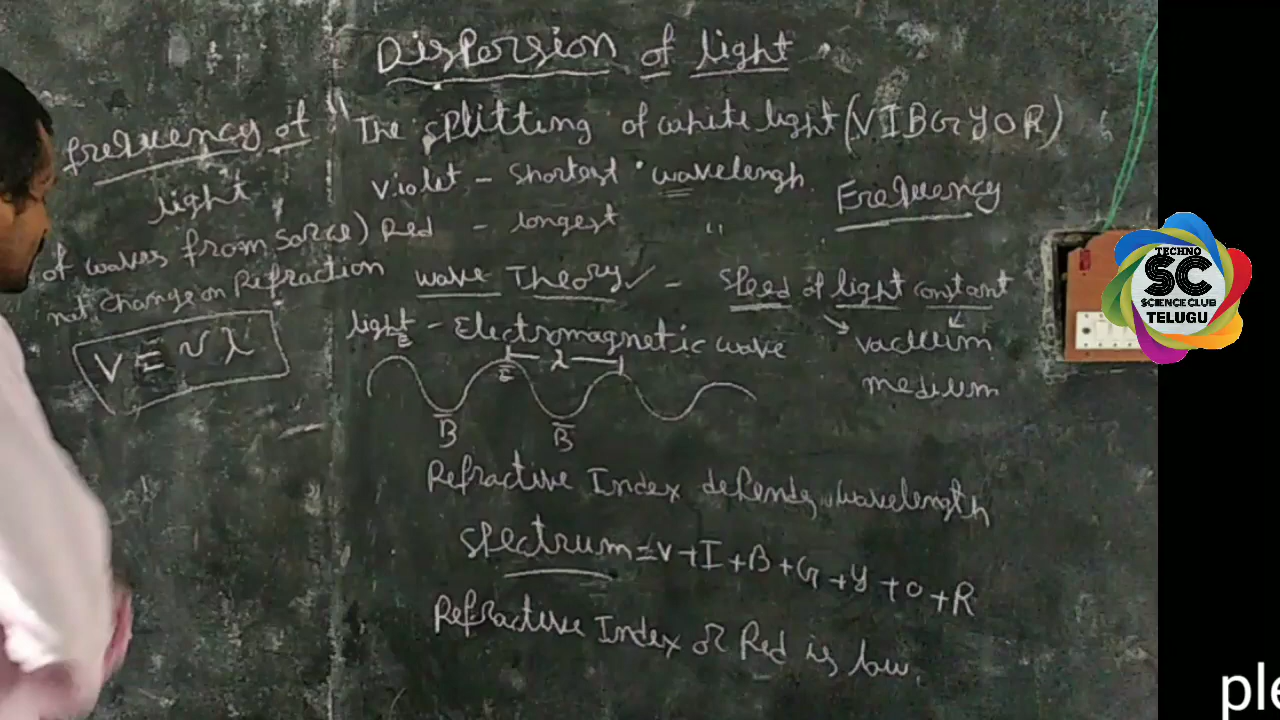 Dispersion of light.
"The splitting of white light (VIBGYOR)
Violet - Shortest wavelengh.
Red - longest "
Frequency
frequency of
light
of waves from Sorce)
not change on Refraction
V = ν λ
wave Theory ✓ - Speed of light constant
vacuum
medium
light - Electromagnetic wave
λ
B
B
Refractive Index depends wavelength
Spectrum = V + I + B + G + Y + O + R
Refractive Index of Red is low.
TECHNO
SC
SCIENCE CLUB
TELUGU
ple